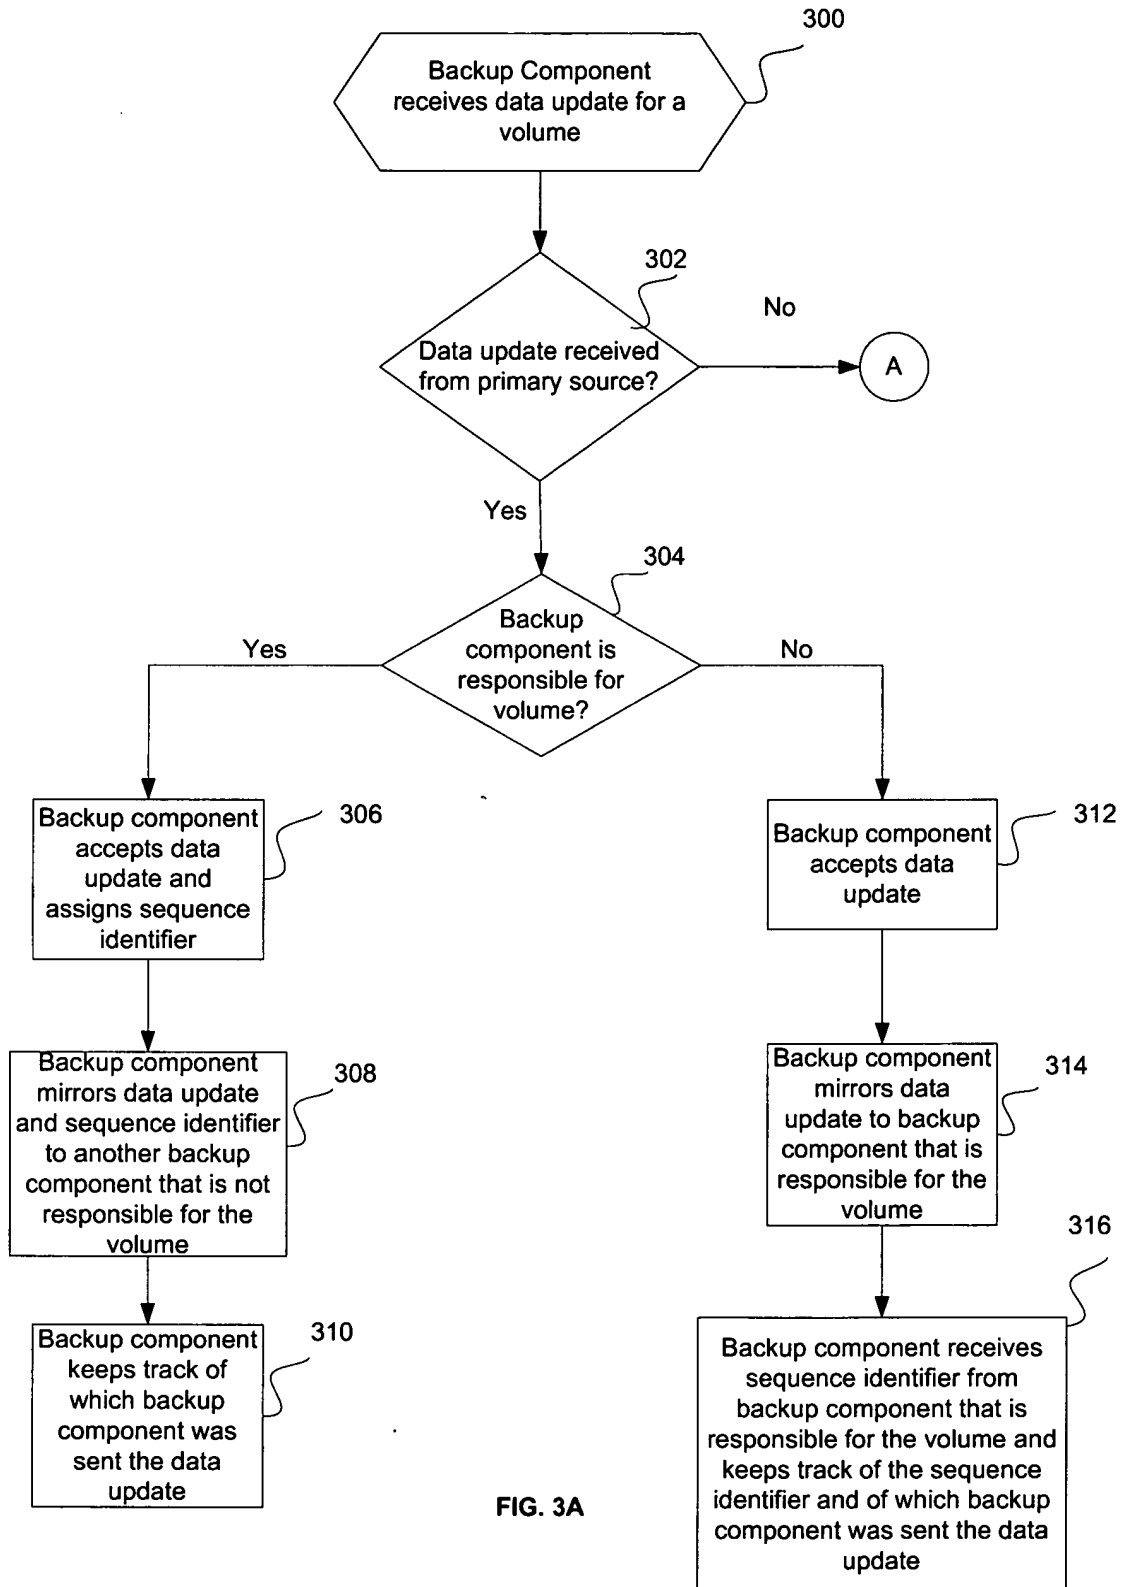 300
Backup Component
receives data update for a
volume
302
No
Data update received
from primary source?
A
Yes
304
Backup
component is
responsible for
volume?
Yes
No
Backup component
accepts data
update and
assigns sequence
identifier
306
Backup component
accepts data
update
312
Backup component
mirrors data update
and sequence identifier
to another backup
component that is not
responsible for the
volume
308
Backup component
mirrors data
update to backup
component that is
responsible for the
volume
314
316
Backup component
keeps track of
which backup
component was
sent the data
update
310
Backup component receives
sequence identifier from
backup component that is
responsible for the volume and
keeps track of the sequence
identifier and of which backup
component was sent the data
update
FIG. 3A